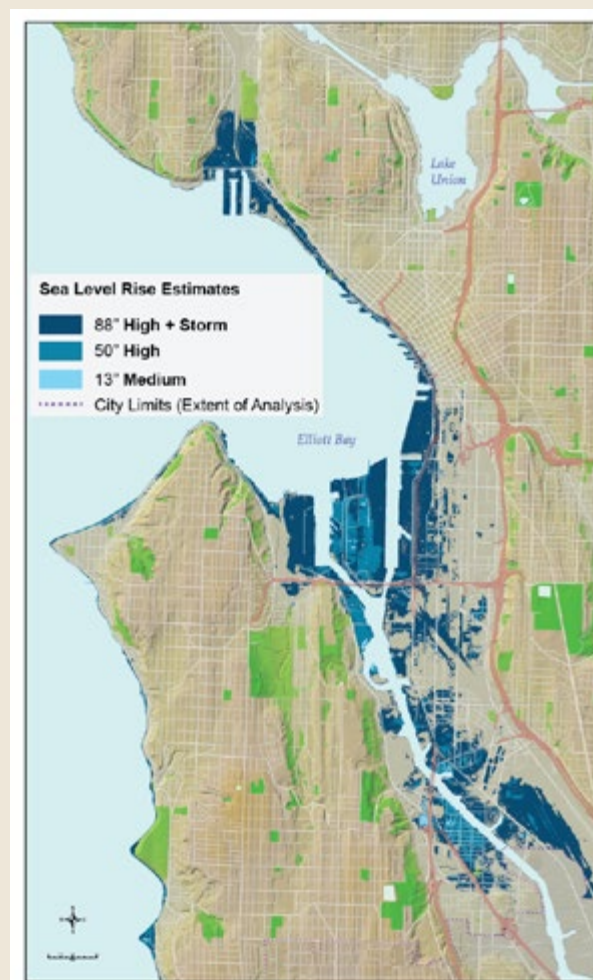 Lake
Union
Sea Level Rise Estimates
88" High + Storm
50" High
13" Medium
City Limits (Extent of Analysis)
Elliott Bay